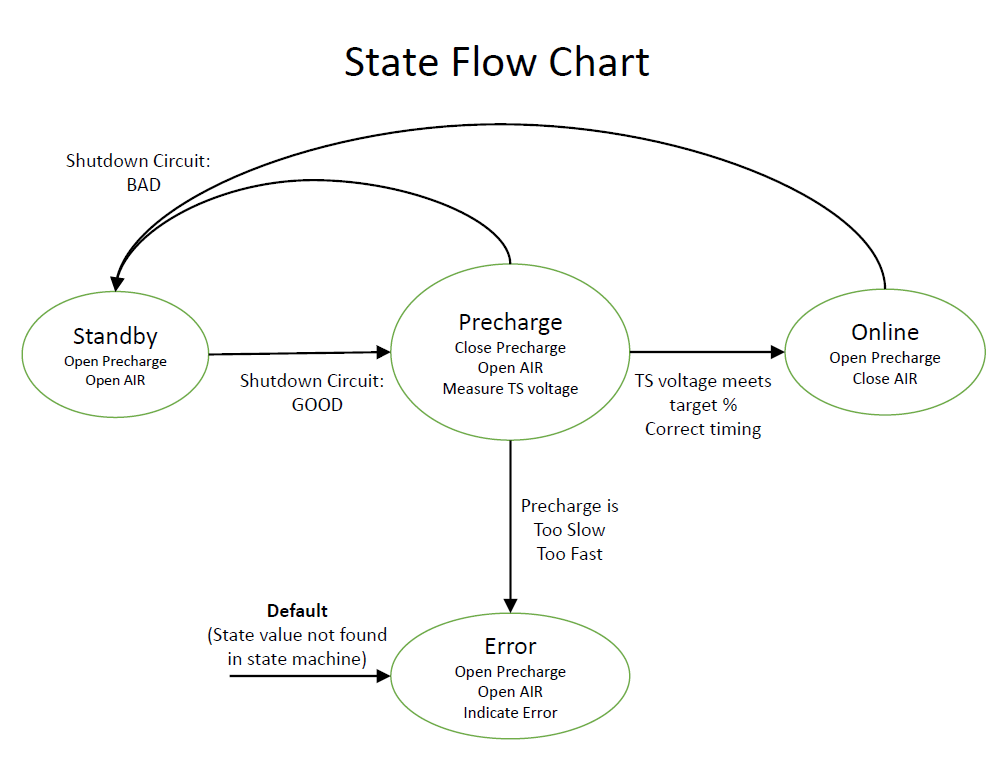 State Flow Chart
Shutdown Circuit:
BAD
Standby
Open Precharge
Open AIR
Shutdown Circuit:
GOOD
Precharge
Close Precharge
Open AIR
Measure TS voltage
TS voltage meets
target %
Correct timing
Online
Open Precharge
Close AIR
Precharge is
Too Slow
Too Fast
Default
(State value not found
in state machine)
Error
Open Precharge
Open AIR
Indicate Error